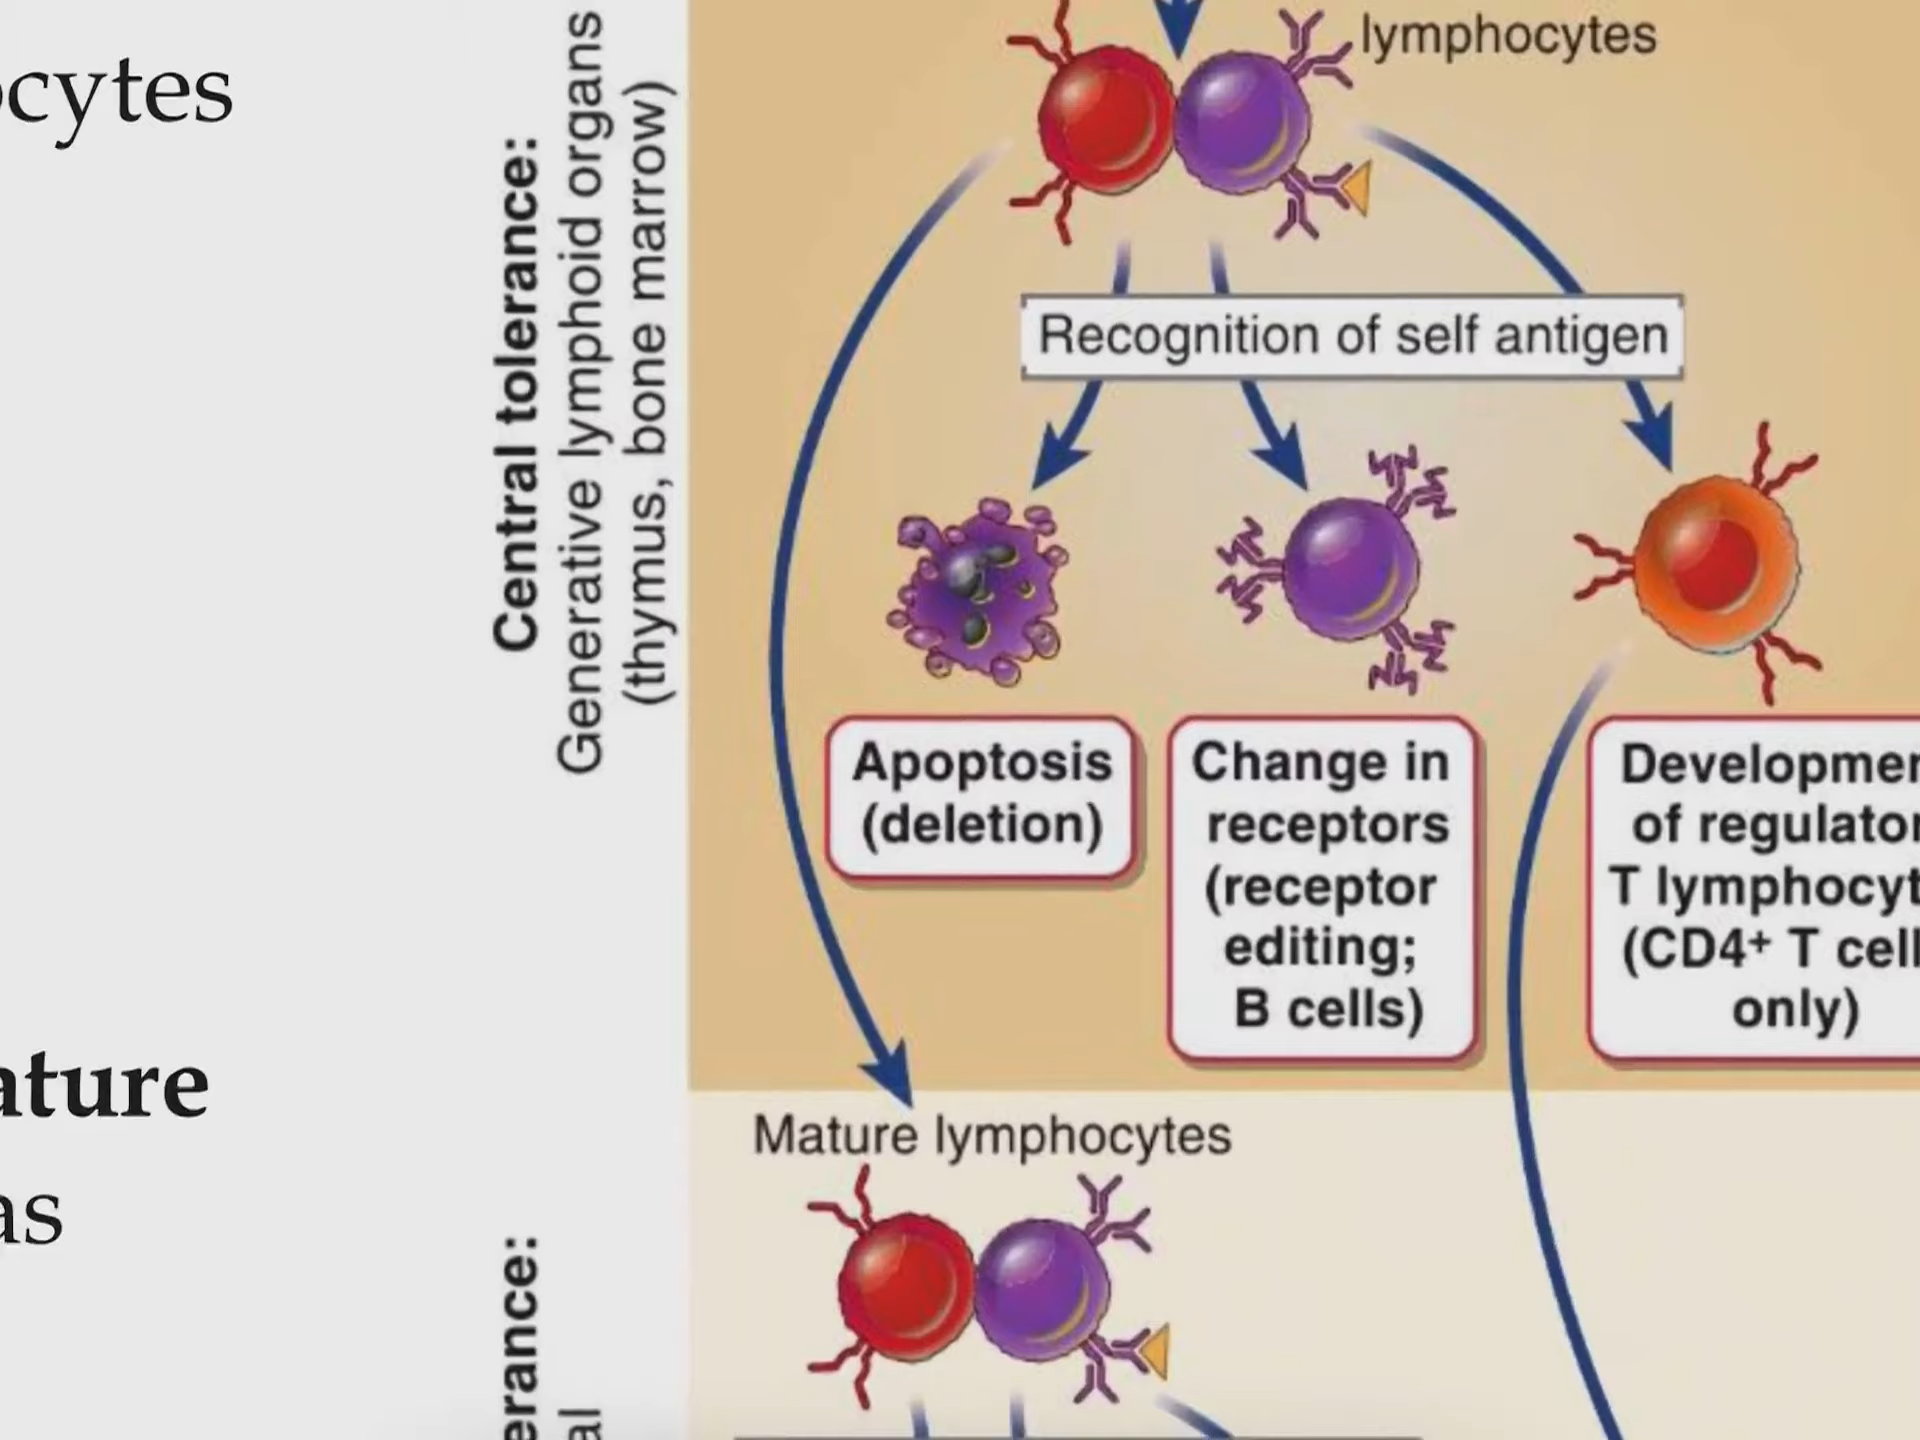 ocytes
ature
as
Central tolerance:
Generative lymphoid organs
(thymus, bone marrow)
lymphocytes
Recognition of self antigen
Apoptosis
(deletion)
Change in
receptors
(receptor
editing;
B cells)
Developmen
of regulator
T lymphocyt
(CD4+ T cell
only)
Mature lymphocytes
erance:
al